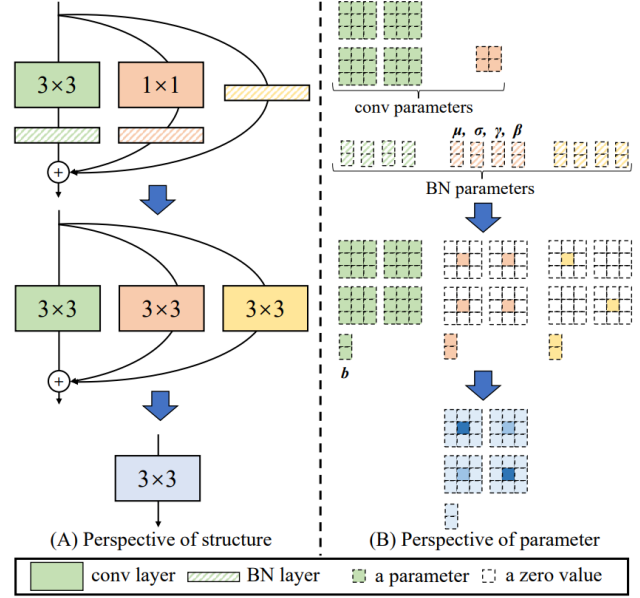 3×3
1×1
+
3×3
3×3
3×3
+
3×3
(A) Perspective of structure
conv parameters
μ, σ, γ, β
BN parameters
b
(B) Perspective of parameter
conv layer
BN layer
a parameter
a zero value